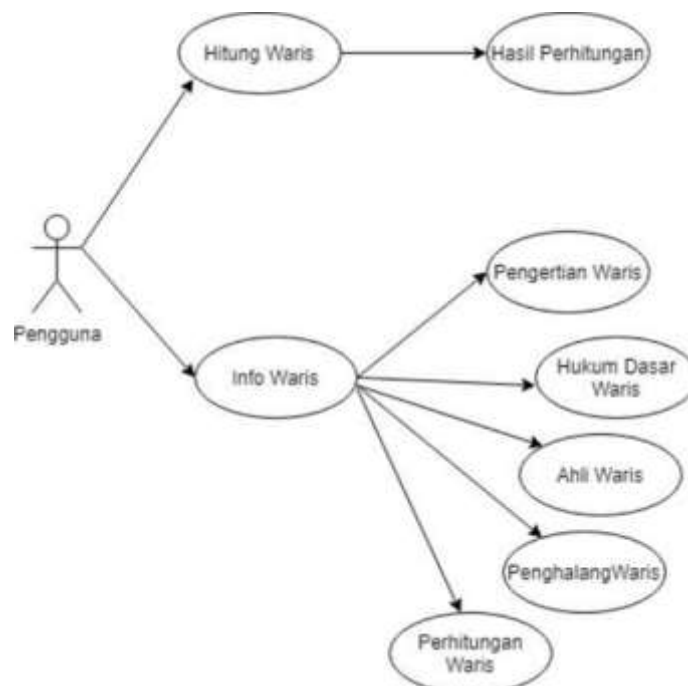 Hitung Waris
Hasil Perhitungan
Pengguna
Pengertian Waris
Info Waris
Hukum Dasar
Waris
Ahli Waris
PenghalangWaris
Perhitungan
Waris